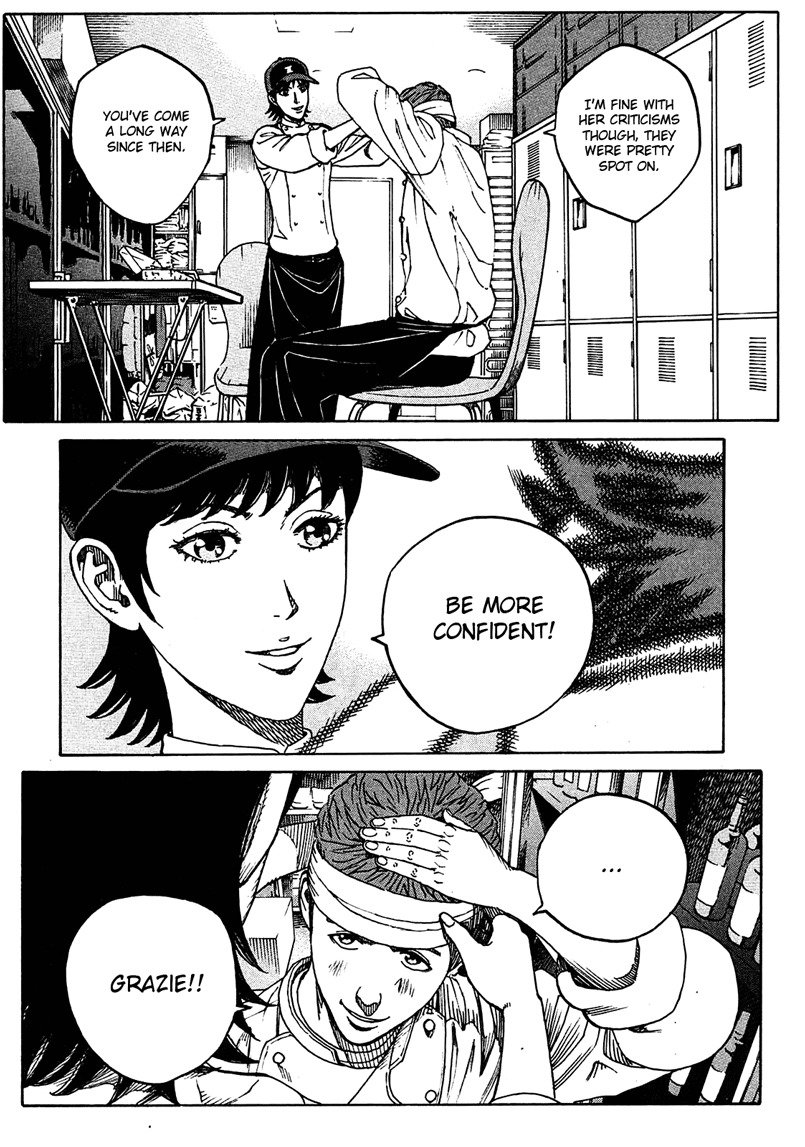 I'M FINE WITH
HER CRITICISMS
THOUGH, THEY
WERE PRETTY
SPOT ON.
YOU'VE COME
A LONG WAY
SINCE THEN.
BE MORE
CONFIDENT!
...
GRAZIE!!